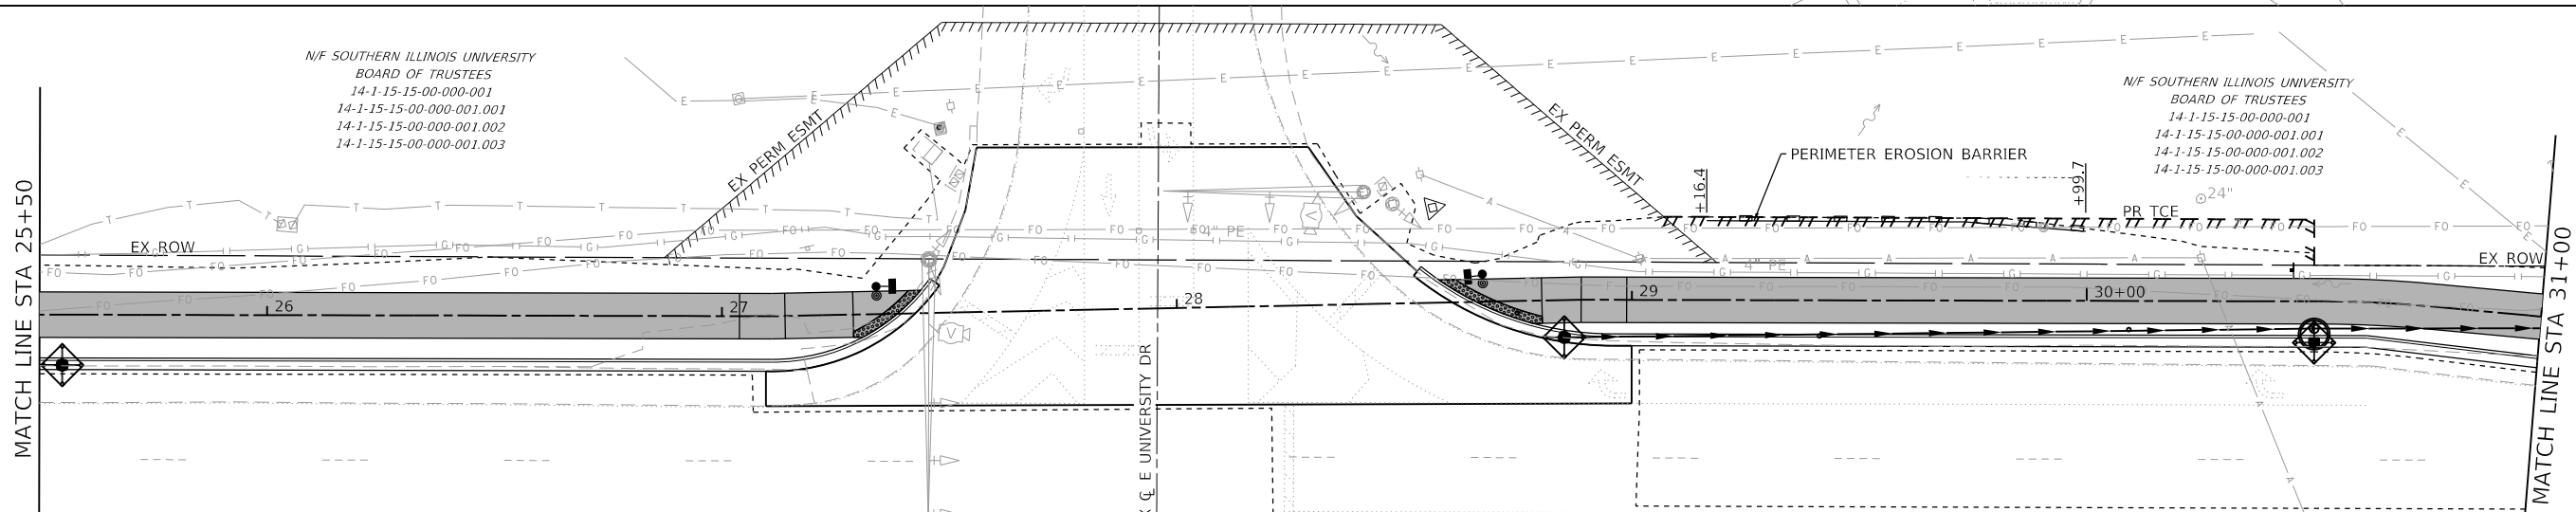 N/F SOUTHERN ILLINOIS UNIVERSITY
BOARD OF TRUSTEES
14-1-15-15-00-000-001
14-1-15-15-00-000-001.001
14-1-15-15-00-000-001.002
14-1-15-15-00-000-001.003
N/F SOUTHERN ILLINOIS UNIVERSITY
BOARD OF TRUSTEES
14-1-15-15-00-000-001
14-1-15-15-00-000-001.001
14-1-15-15-00-000-001.002
14-1-15-15-00-000-001.003
MATCH LINE STA 25+50
EX ROW
EX PERM ESMT
EX PERM ESMT
PERIMETER EROSION BARRIER
+16.4
+99.7
24"
PR TCE
4" PE
4" PE
EX ROW
26
27
28
29
30+00
E UNIVERSITY DR
MATCH LINE STA 31+00